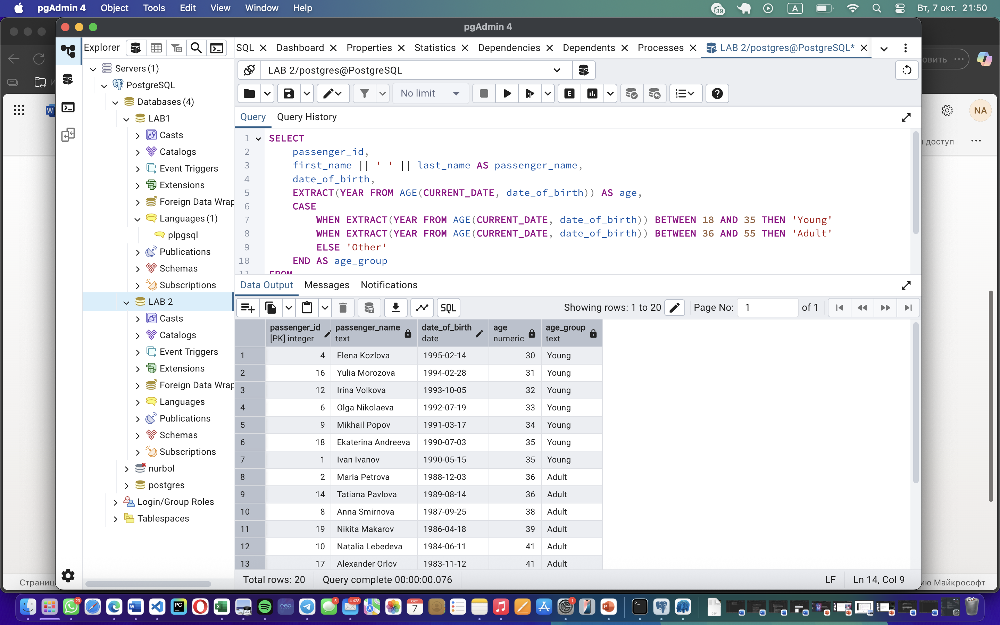 pgAdmin 4 Object Tools Edit View Window Help 39 A Вт, 7 окт. 21:50
pgAdmin 4
Explorer
SQL Dashboard Properties Statistics Dependencies Dependents Processes LAB 2/postgres@PostgreSQL*
LAB 2/postgres@PostgreSQL
No limit
Query Query History
1 SELECT
2 passenger_id,
3 first_name || ' ' || last_name AS passenger_name,
4 date_of_birth,
5 EXTRACT(YEAR FROM AGE(CURRENT_DATE, date_of_birth)) AS age,
6 CASE
7 WHEN EXTRACT(YEAR FROM AGE(CURRENT_DATE, date_of_birth)) BETWEEN 18 AND 35 THEN 'Young'
8 WHEN EXTRACT(YEAR FROM AGE(CURRENT_DATE, date_of_birth)) BETWEEN 36 AND 55 THEN 'Adult'
9 ELSE 'Other'
10 END AS age_group
11 FROM
Servers (1)
PostgreSQL
Databases (4)
LAB1
Casts
Catalogs
Event Triggers
Extensions
Foreign Data Wrap
Languages (1)
plpgsql
Publications
Schemas
Subscriptions
LAB 2
Casts
Catalogs
Event Triggers
Extensions
Foreign Data Wrap
Languages
Publications
Schemas
Subscriptions
nurbol
postgres
Login/Group Roles
Tablespaces
Data Output Messages Notifications
SQL Showing rows: 1 to 20 Page No: 1 of 1
passenger_id passenger_name date_of_birth age age_group
[PK] integer text date numeric text
1 4 Elena Kozlova 1995-02-14 30 Young
2 16 Yulia Morozova 1994-02-28 31 Young
3 12 Irina Volkova 1993-10-05 32 Young
4 6 Olga Nikolaeva 1992-07-19 33 Young
5 9 Mikhail Popov 1991-03-17 34 Young
6 18 Ekaterina Andreeva 1990-07-03 35 Young
7 1 Ivan Ivanov 1990-05-15 35 Young
8 2 Maria Petrova 1988-12-03 36 Adult
9 14 Tatiana Pavlova 1989-08-14 36 Adult
10 8 Anna Smirnova 1987-09-25 38 Adult
11 19 Nikita Makarov 1986-04-18 39 Adult
12 10 Natalia Lebedeva 1984-06-11 41 Adult
13 17 Alexander Orlov 1983-11-12 41 Adult
Total rows: 20 Query complete 00:00:00.076 LF Ln 14, Col 9
овить
NA
доступ
Страниц
ию Майкрософт
23 5 4 428 ОКТ. 7 1